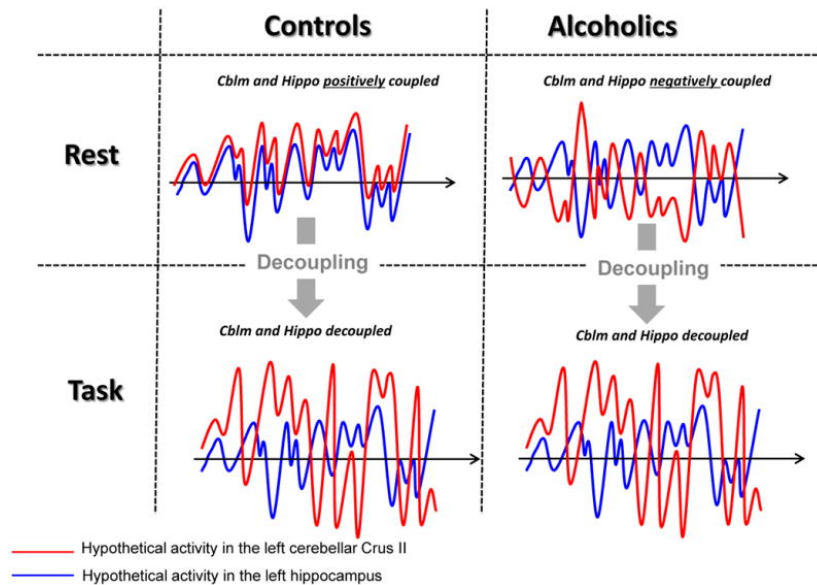 Controls
Alcoholics
Cblm and Hippo positively coupled
Cblm and Hippo negatively coupled
Rest
Decoupling
Decoupling
Cblm and Hippo decoupled
Cblm and Hippo decoupled
Task
Hypothetical activity in the left cerebellar Crus II
Hypothetical activity in the left hippocampus